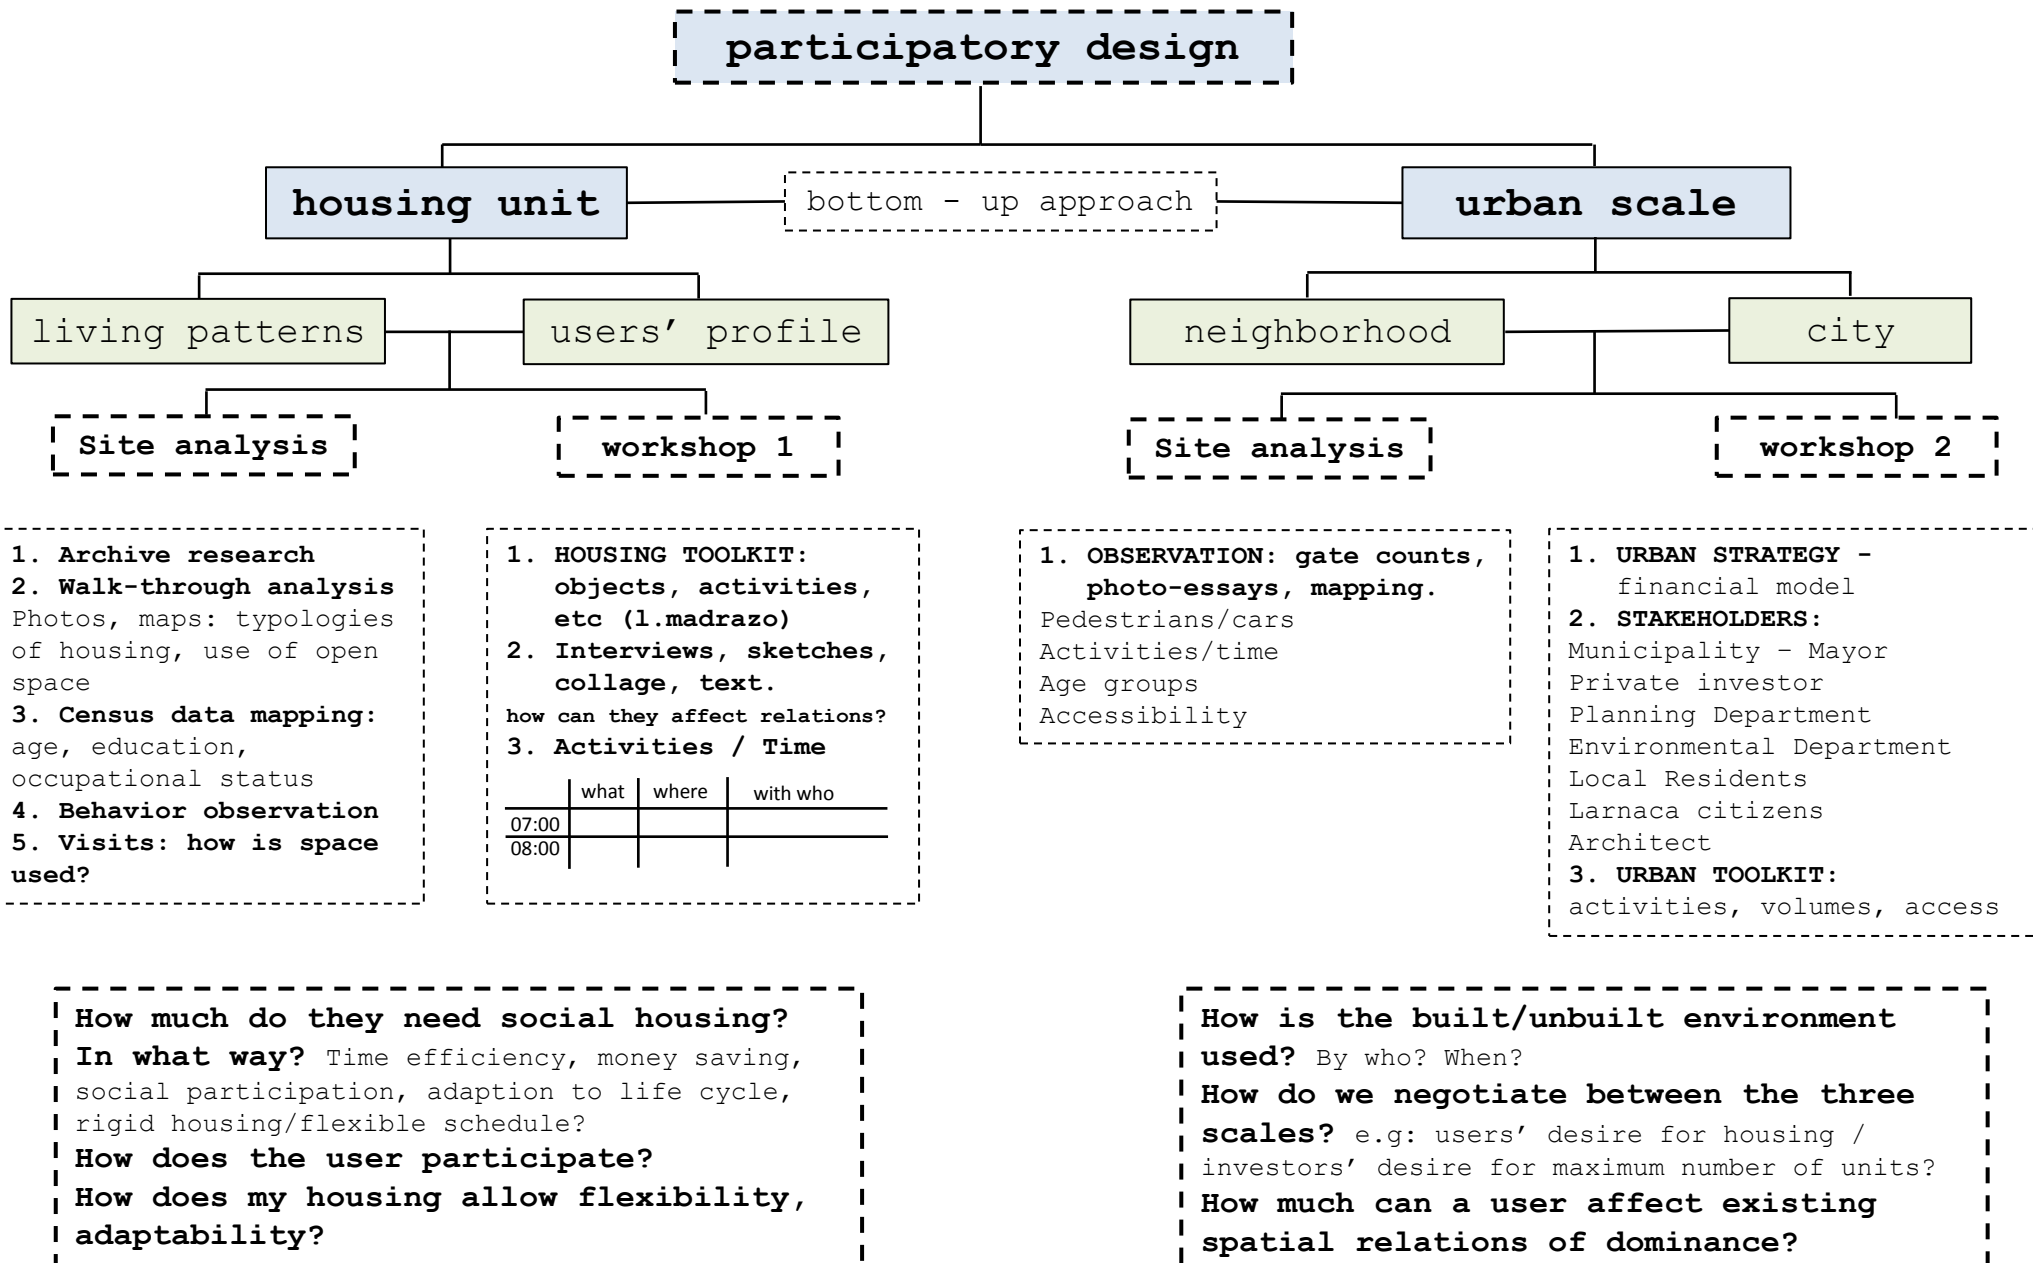 participatory design
housing unit
bottom – up approach
urban scale
living patterns
users’ profile
neighborhood
city
Site analysis
workshop 1
Site analysis
workshop 2
1. Archive research
2. Walk-through analysis
Photos, maps: typologies
of housing, use of open
space
3. Census data mapping:
age, education,
occupational status
4. Behavior observation
5. Visits: how is space
used?
1. HOUSING TOOLKIT:
objects, activities,
etc (l.madrazo)
2. Interviews, sketches,
collage, text.
how can they affect relations?
3. Activities / Time
what where with who
07:00
08:00
1. OBSERVATION: gate counts,
photo-essays, mapping.
Pedestrians/cars
Activities/time
Age groups
Accessibility
1. URBAN STRATEGY –
financial model
2. STAKEHOLDERS:
Municipality – Mayor
Private investor
Planning Department
Environmental Department
Local Residents
Larnaca citizens
Architect
3. URBAN TOOLKIT:
activities, volumes, access
How much do they need social housing?
In what way? Time efficiency, money saving,
social participation, adaption to life cycle,
rigid housing/flexible schedule?
How does the user participate?
How does my housing allow flexibility,
adaptability?
How is the built/unbuilt environment
used? By who? When?
How do we negotiate between the three
scales? e.g: users’ desire for housing /
investors’ desire for maximum number of units?
How much can a user affect existing
spatial relations of dominance?